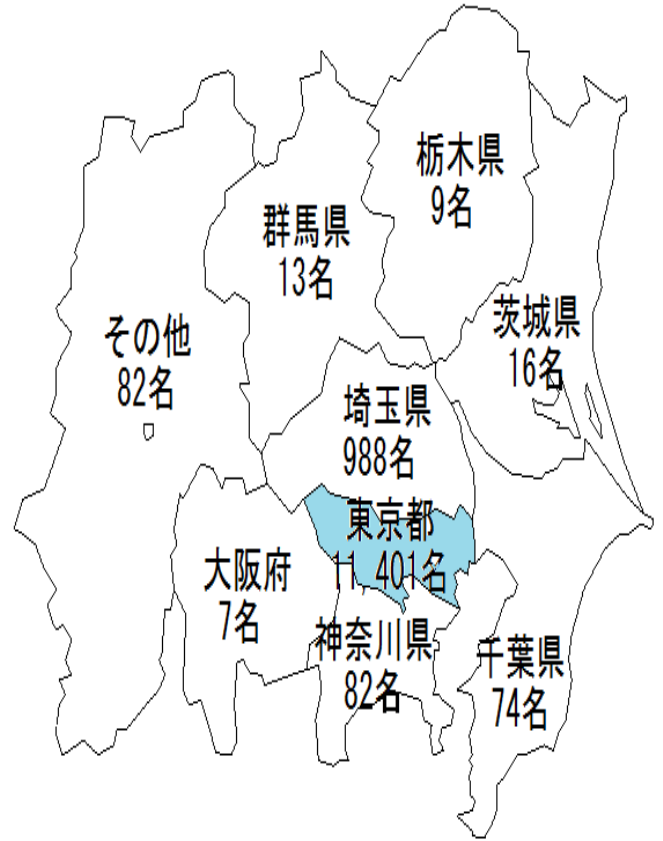 栃木県
9名
群馬県
13名
茨城県
16名
その他
82名
埼玉県
988名
東京都
11,401名
大阪府
7名
神奈川県
82名
千葉県
74名